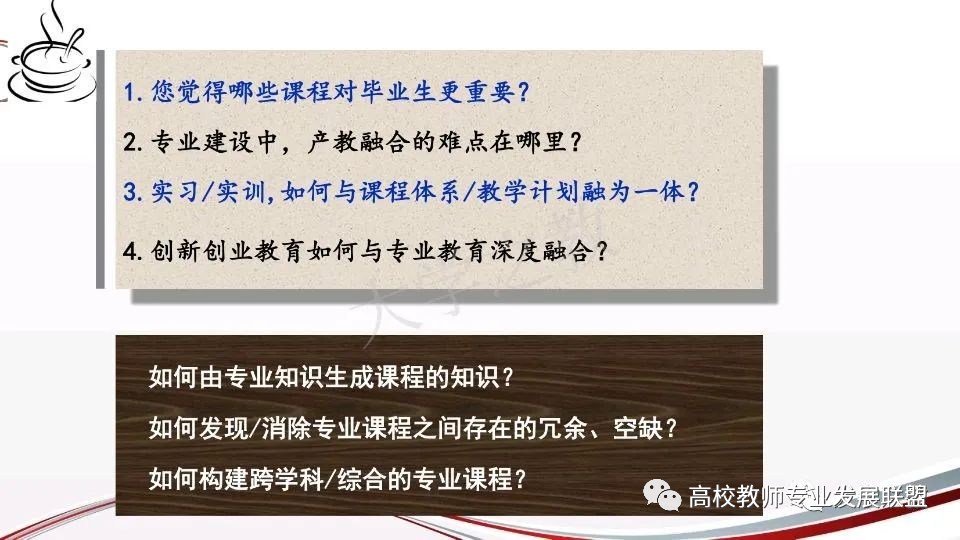 1.您觉得哪些课程对毕业生更重要？
2.专业建设中，产教融合的难点在哪里？
3.实习/实训,如何与课程体系/教学计划融为一体？
4.创新创业教育如何与专业教育深度融合？
大学之教
如何由专业知识生成课程的知识？
如何发现/消除专业课程之间存在的冗余、空缺？
如何构建跨学科/综合的专业课程？
高校教师专业发展联盟